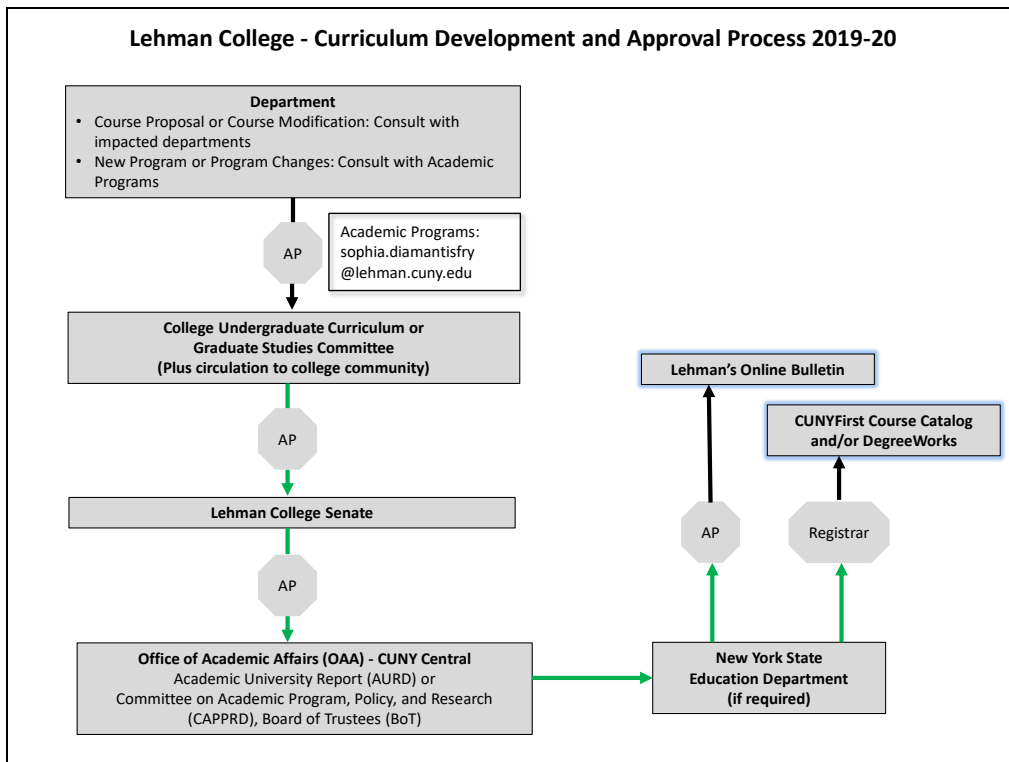 Lehman College - Curriculum Development and Approval Process 2019-20
Department
• Course Proposal or Course Modification: Consult with
impacted departments
• New Program or Program Changes: Consult with Academic
Programs
AP
Academic Programs:
sophia.diamantisfry
@lehman.cuny.edu
College Undergraduate Curriculum or
Graduate Studies Committee
(Plus circulation to college community)
AP
Lehman College Senate
AP
Office of Academic Affairs (OAA) - CUNY Central
Academic University Report (AURD) or
Committee on Academic Program, Policy, and Research
(CAPPRD), Board of Trustees (BoT)
New York State
Education Department
(if required)
AP
Registrar
Lehman's Online Bulletin
CUNYFirst Course Catalog
and/or DegreeWorks